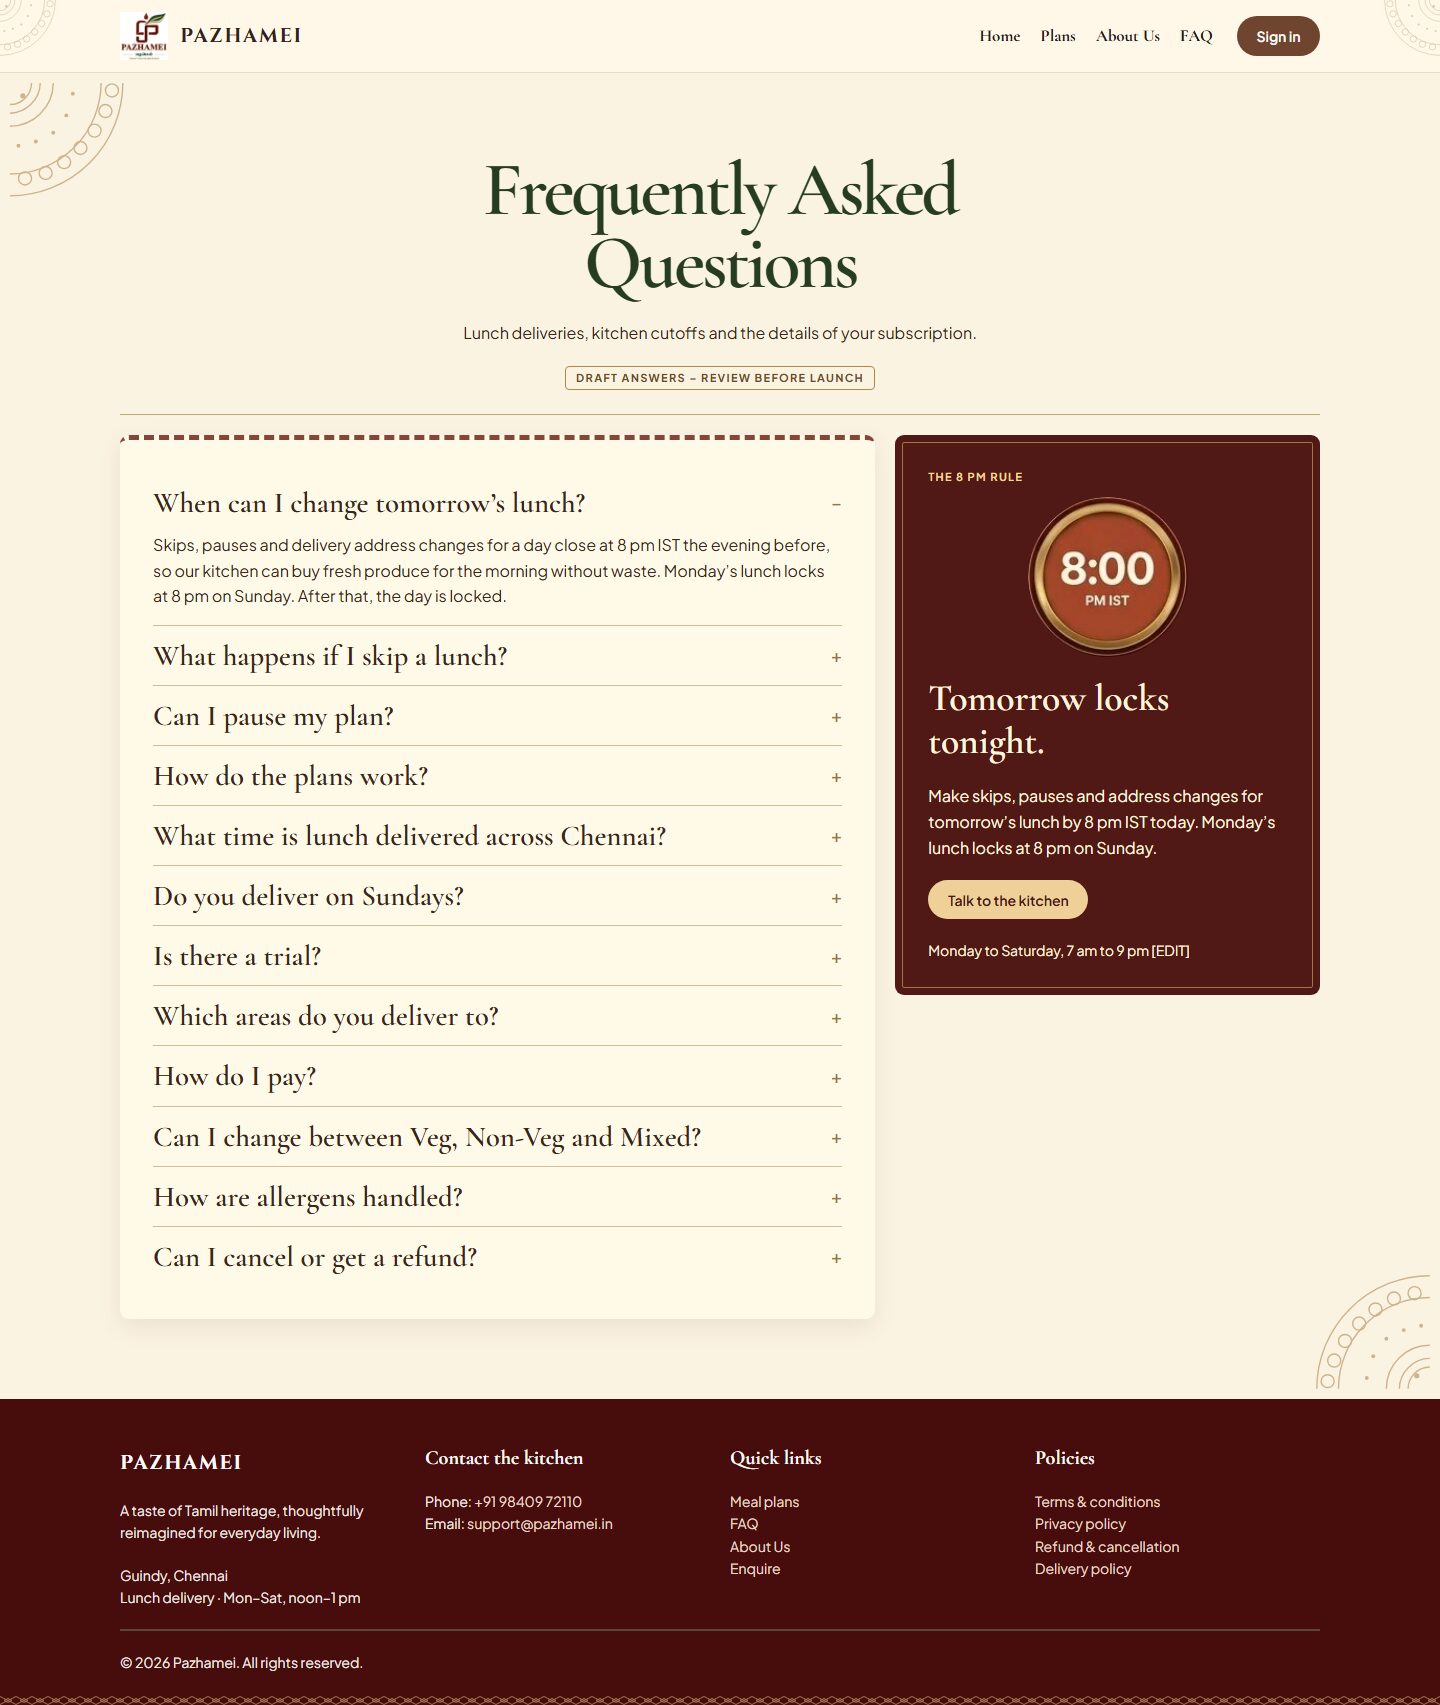 PAZHAMEI
PAZHAMEI
Home Plans About Us FAQ Sign in
Frequently Asked
Questions
Lunch deliveries, kitchen cutoffs and the details of your subscription.
DRAFT ANSWERS – REVIEW BEFORE LAUNCH
When can I change tomorrow’s lunch? −
Skips, pauses and delivery address changes for a day close at 8 pm IST the evening before,
so our kitchen can buy fresh produce for the morning without waste. Monday’s lunch locks
at 8 pm on Sunday. After that, the day is locked.
What happens if I skip a lunch? +
Can I pause my plan? +
How do the plans work? +
What time is lunch delivered across Chennai? +
Do you deliver on Sundays? +
Is there a trial? +
Which areas do you deliver to? +
How do I pay? +
Can I change between Veg, Non-Veg and Mixed? +
How are allergens handled? +
Can I cancel or get a refund? +
THE 8 PM RULE
8:00
PM IST
Tomorrow locks
tonight.
Make skips, pauses and address changes for
tomorrow’s lunch by 8 pm IST today. Monday’s
lunch locks at 8 pm on Sunday.
Talk to the kitchen
Monday to Saturday, 7 am to 9 pm [EDIT]
PAZHAMEI
A taste of Tamil heritage, thoughtfully
reimagined for everyday living.
Guindy, Chennai
Lunch delivery · Mon–Sat, noon–1 pm
Contact the kitchen
Phone: +91 98409 72110
Email: support@pazhamei.in
Quick links
Meal plans
FAQ
About Us
Enquire
Policies
Terms & conditions
Privacy policy
Refund & cancellation
Delivery policy
© 2026 Pazhamei. All rights reserved.